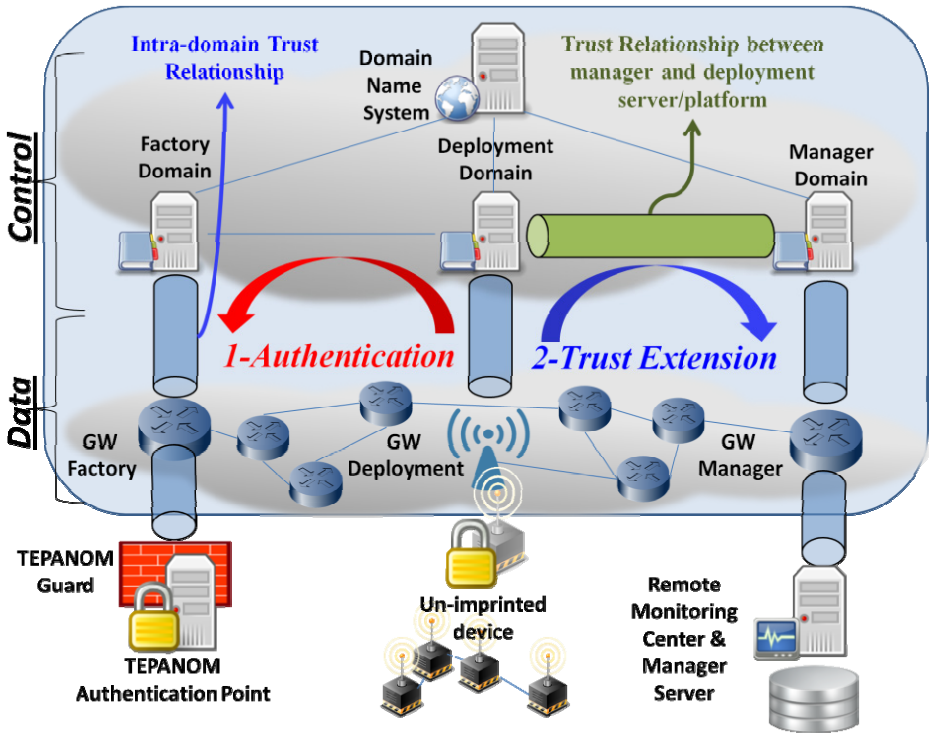 Intra-domain Trust
Relationship
Domain
Name
System
Trust Relationship between
manager and deployment
server/platform
Control
Factory
Domain
Deployment
Domain
Manager
Domain
1-Authentication
2-Trust Extension
Data
GW
Factory
GW
Deployment
GW
Manager
TEPANOM
Guard
Un-imprinted
device
Remote
Monitoring
Center &
Manager
Server
TEPANOM
Authentication Point